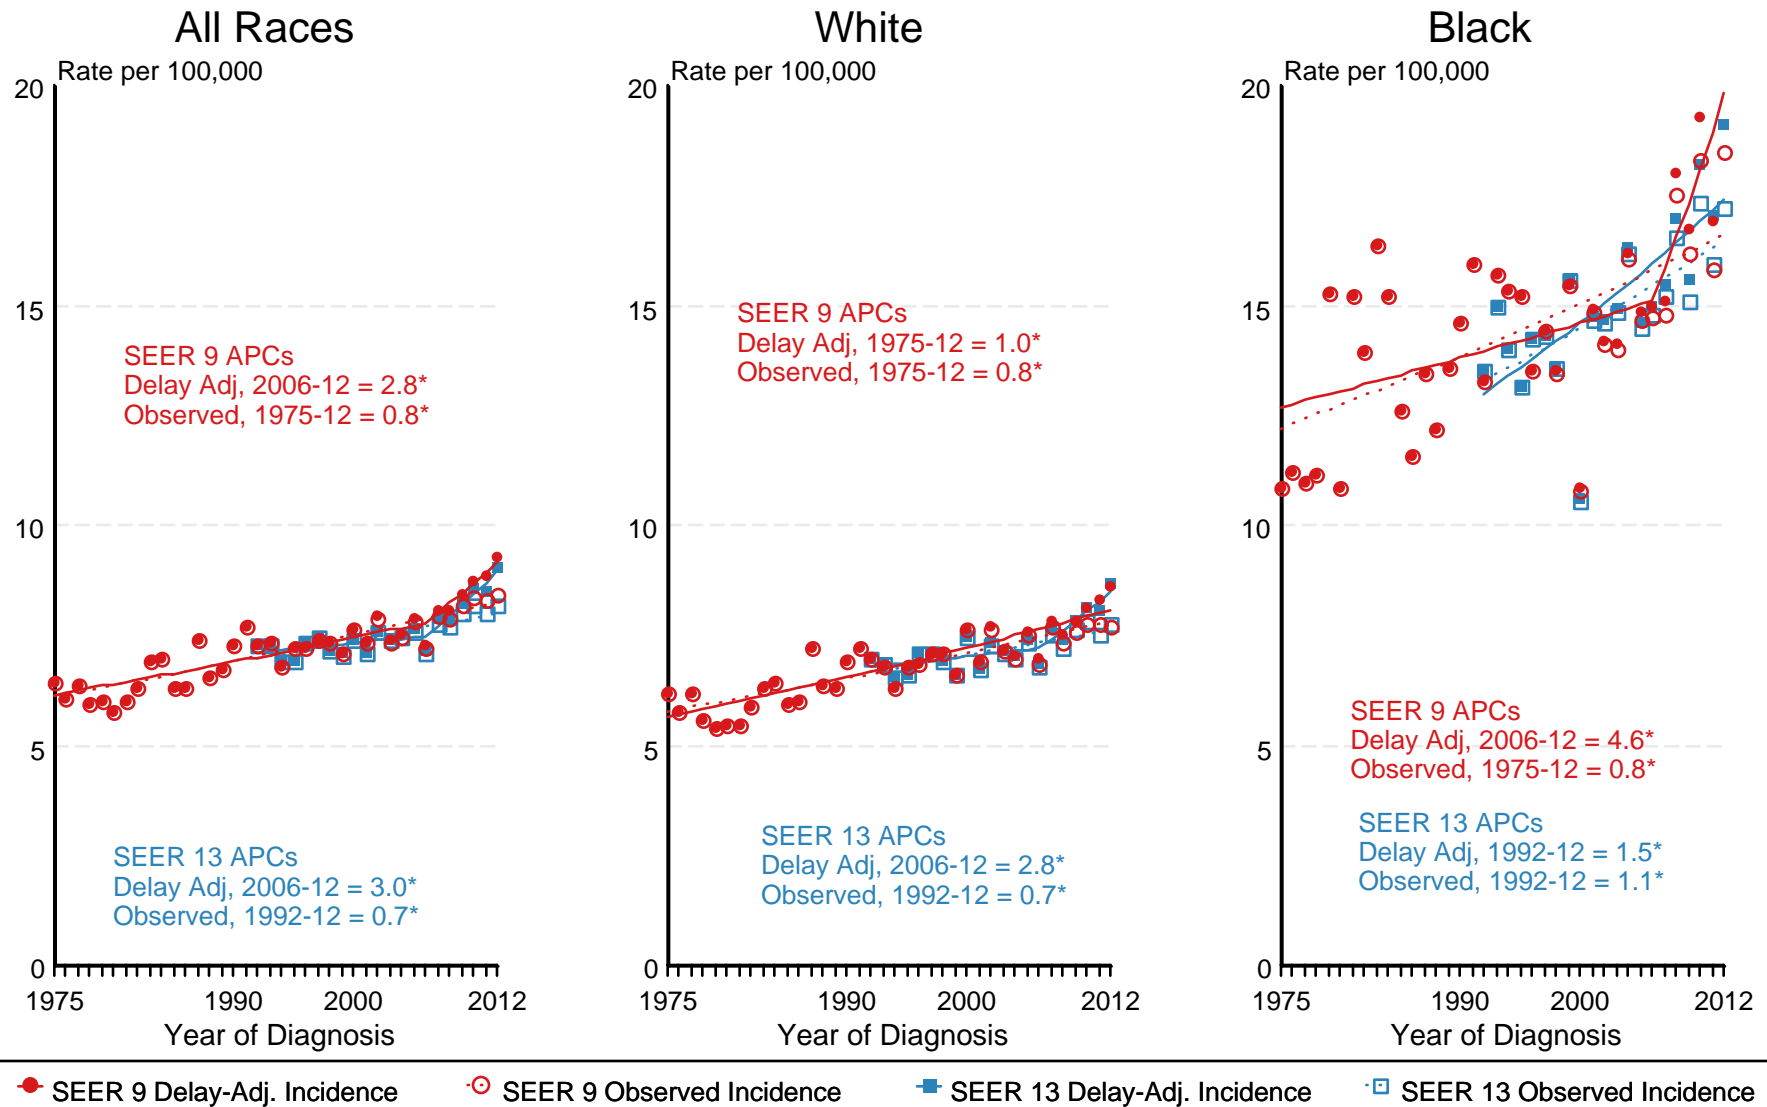 All Races
Rate per 100,000
20
15
10
5
0
SEER 9 APCs
Delay Adj, 2006-12 = 2.8*
Observed, 1975-12 = 0.8*
SEER 13 APCs
Delay Adj, 2006-12 = 3.0*
Observed, 1992-12 = 0.7*
1975 1990 2000 2012
Year of Diagnosis
White
Rate per 100,000
20
15
10
5
0
SEER 9 APCs
Delay Adj, 1975-12 = 1.0*
Observed, 1975-12 = 0.8*
SEER 13 APCs
Delay Adj, 2006-12 = 2.8*
Observed, 1992-12 = 0.7*
1975 1990 2000 2012
Year of Diagnosis
Black
Rate per 100,000
20
15
10
5
0
SEER 9 APCs
Delay Adj, 2006-12 = 4.6*
Observed, 1975-12 = 0.8*
SEER 13 APCs
Delay Adj, 1992-12 = 1.5*
Observed, 1992-12 = 1.1*
1975 1990 2000 2012
Year of Diagnosis
SEER 9 Delay-Adj. Incidence
SEER 9 Observed Incidence
SEER 13 Delay-Adj. Incidence
SEER 13 Observed Incidence